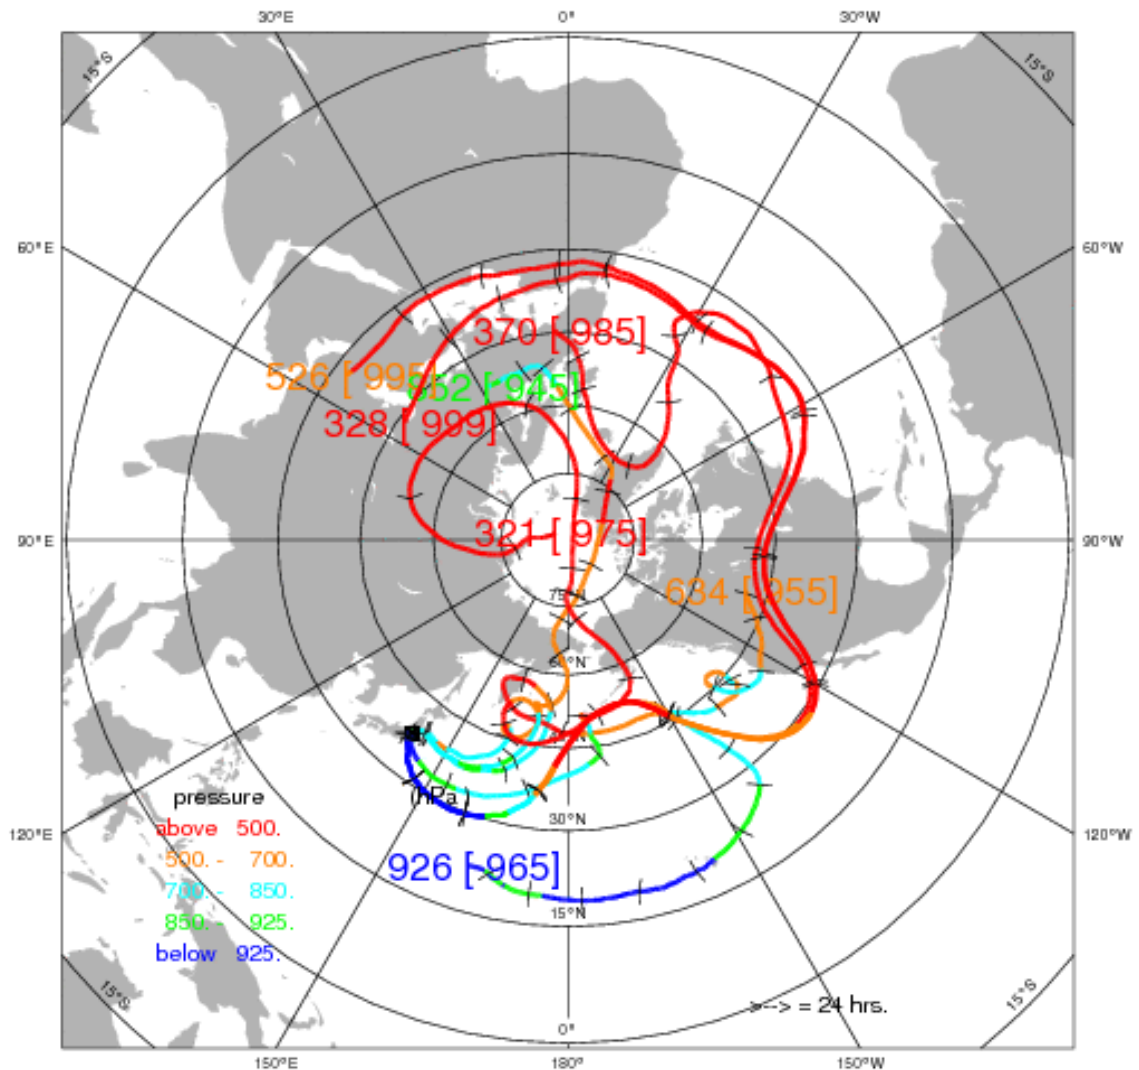 30°E 0° 30°W
15°S 15°S
60°E 60°W
370 [ 985]
526 [ 995]
852 [ 945]
328 [ 999]
90°E 321 [ 975] 90°W
634 [ 955]
75°N
60°N
N
pressure (hPa )
above 500.
500. - 700.
30°N
120°E 120°W
926 [ 965]
700. - 850.
15°N
850. - 925.
below 925.
15°S 15°S
>--> = 24 hrs.
0°
150°E 180° 150°W